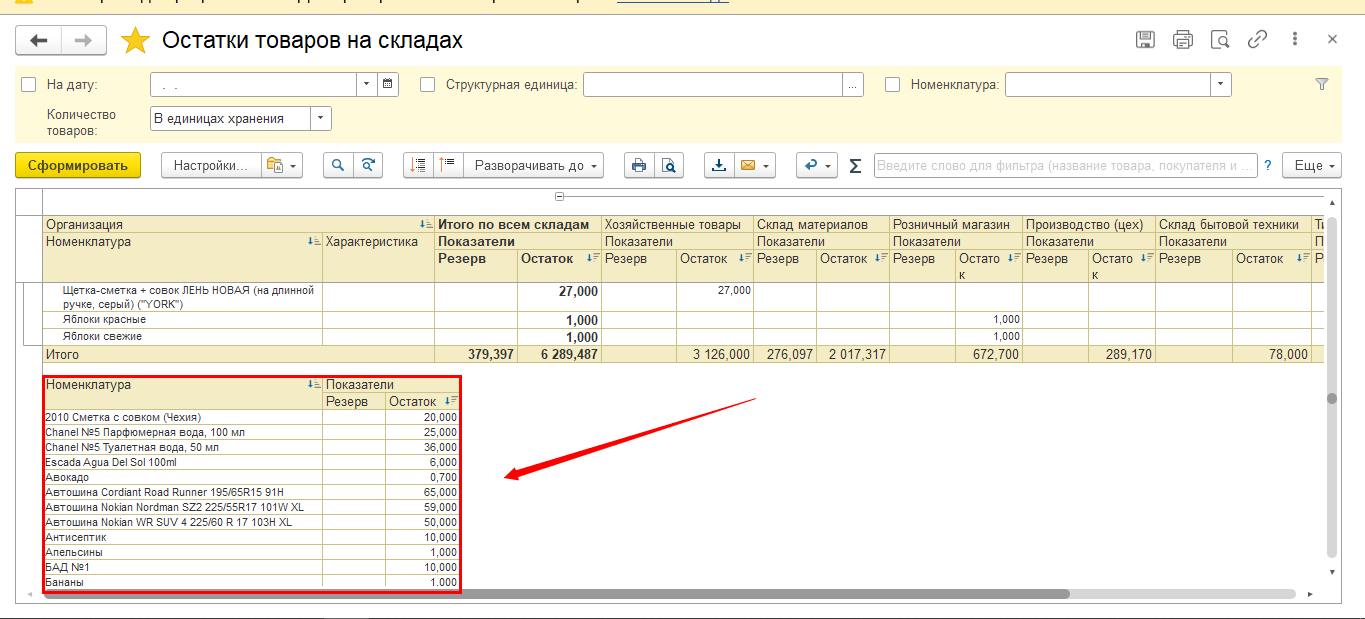 Остатки товаров на складах
На дату: . . Структурная единица: ... Номенклатура:
Количество товаров: В единицах хранения
Сформировать Настройки... Разворачивать до Σ Введите слово для фильтра (название товара, покупателя и ... ? Еще
Организация Итого по всем складам Хозяйственные товары Склад материалов Розничный магазин Производство (цех) Склад бытовой техники
Номенклатура Характеристика Показатели Показатели Показатели Показатели Показатели Показатели
Резерв Остаток Резерв Остаток Резерв Остаток Резерв Остаток Резерв Остаток Резерв Остаток
Щетка-сметка + совок ЛЕНЬ НОВАЯ (на длинной 27,000 27,000
ручке, серый) ("YORK")
Яблоки красные 1,000 1,000
Яблоки свежие 1,000 1,000
Итого 379,397 6 289,487 3 126,000 276,097 2 017,317 672,700 289,170 78,000
Номенклатура Показатели
Резерв Остаток
2010 Сметка с совком (Чехия) 20,000
Chanel №5 Парфюмерная вода, 100 мл 25,000
Chanel №5 Туалетная вода, 50 мл 36,000
Escada Agua Del Sol 100ml 6,000
Авокадо 0,700
Автошина Cordiant Road Runner 195/65R15 91H 65,000
Автошина Nokian Nordman SZ2 225/55R17 101W XL 59,000
Автошина Nokian WR SUV 4 225/60 R 17 103H XL 50,000
Антисептик 10,000
Апельсины 1,000
БАД №1 10,000
Бананы 1.000